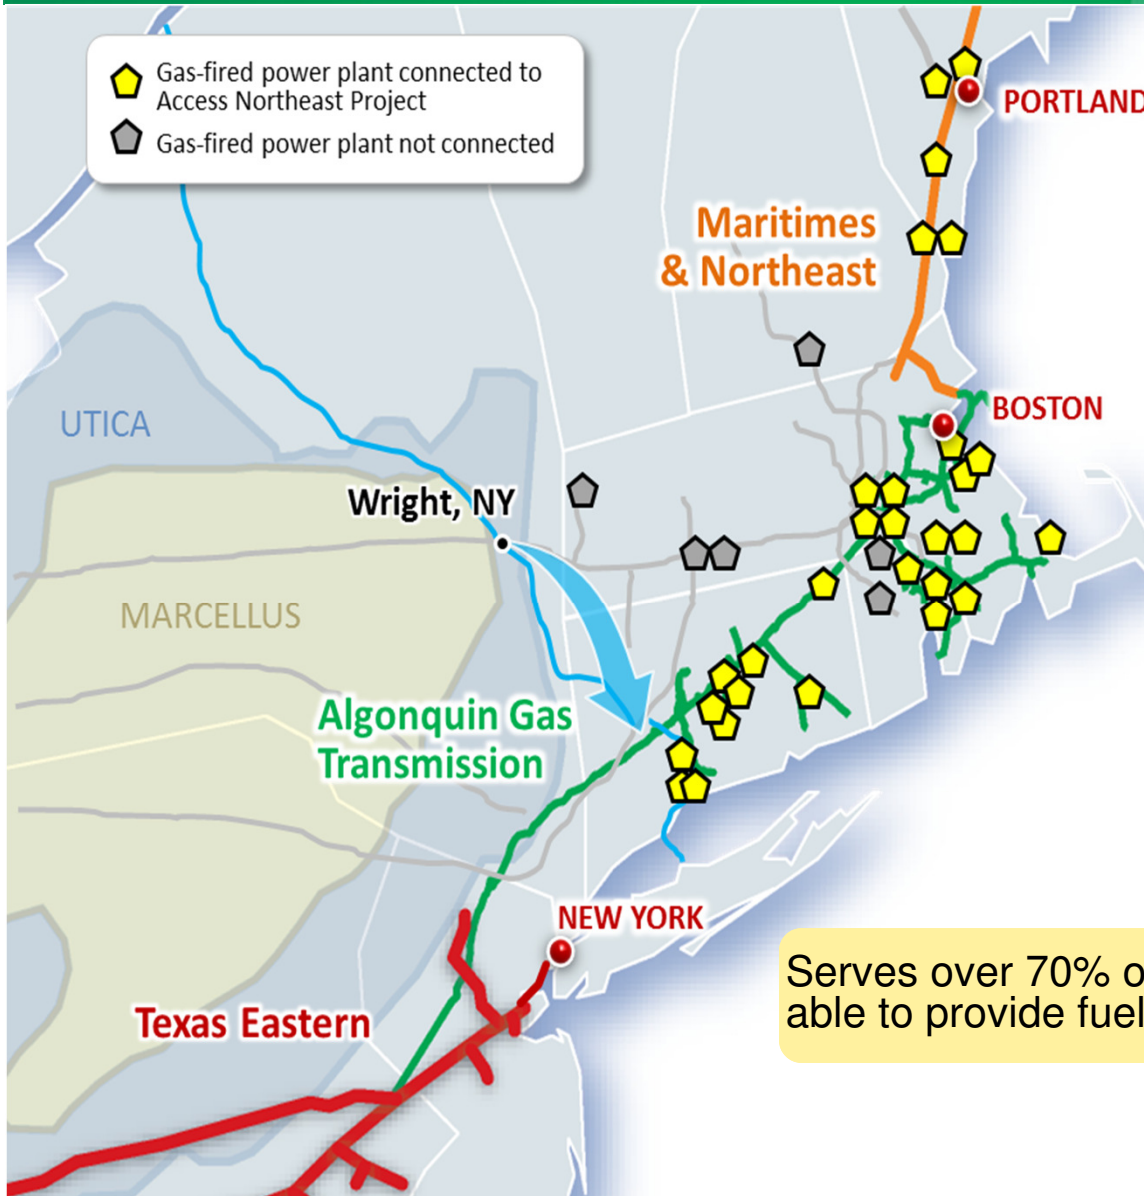 Gas-fired power plant connected to
Access Northeast Project
Gas-fired power plant not connected
PORTLAND
Maritimes
& Northeast
BOSTON
UTICA
Wright, NY
MARCELLUS
Algonquin Gas
Transmission
NEW YORK
Serves over 70% o
able to provide fuel
Texas Eastern